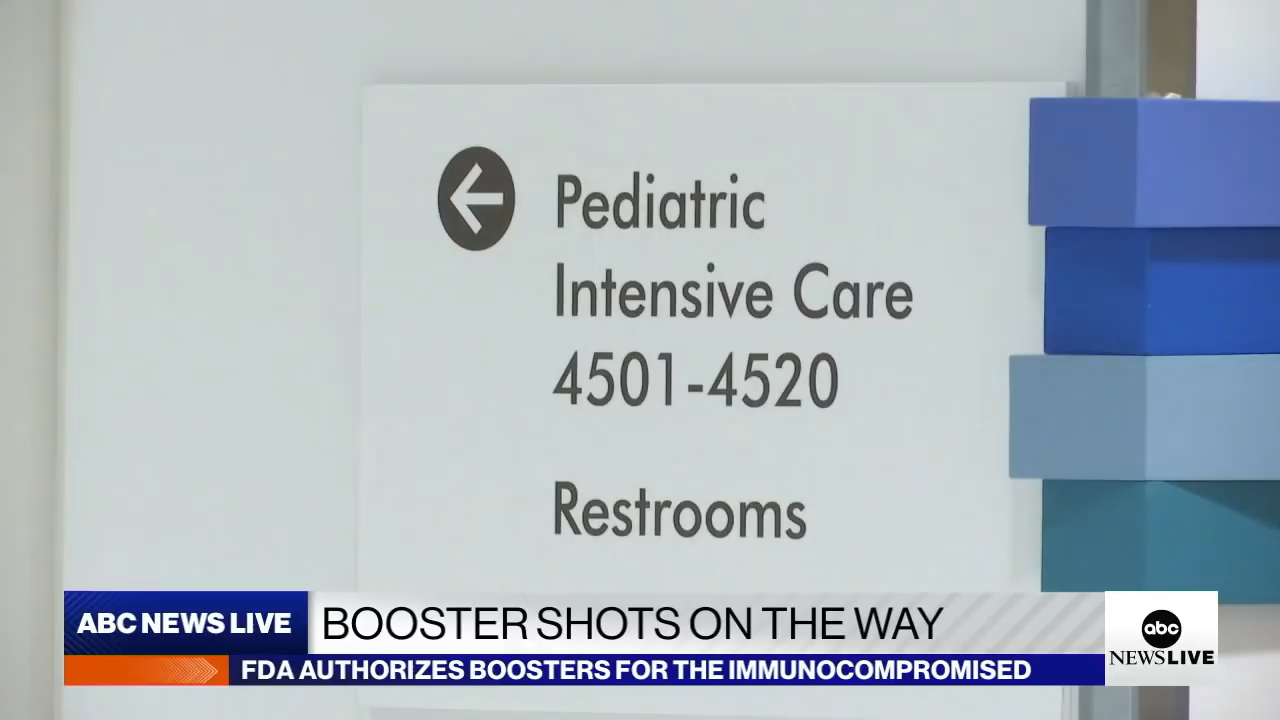 Pediatric
Intensive Care
4501-4520
Restrooms
ABC NEWS LIVE
BOOSTER SHOTS ON THE WAY
FDA AUTHORIZES BOOSTERS FOR THE IMMUNOCOMPROMISED
abc
NEWSLIVE